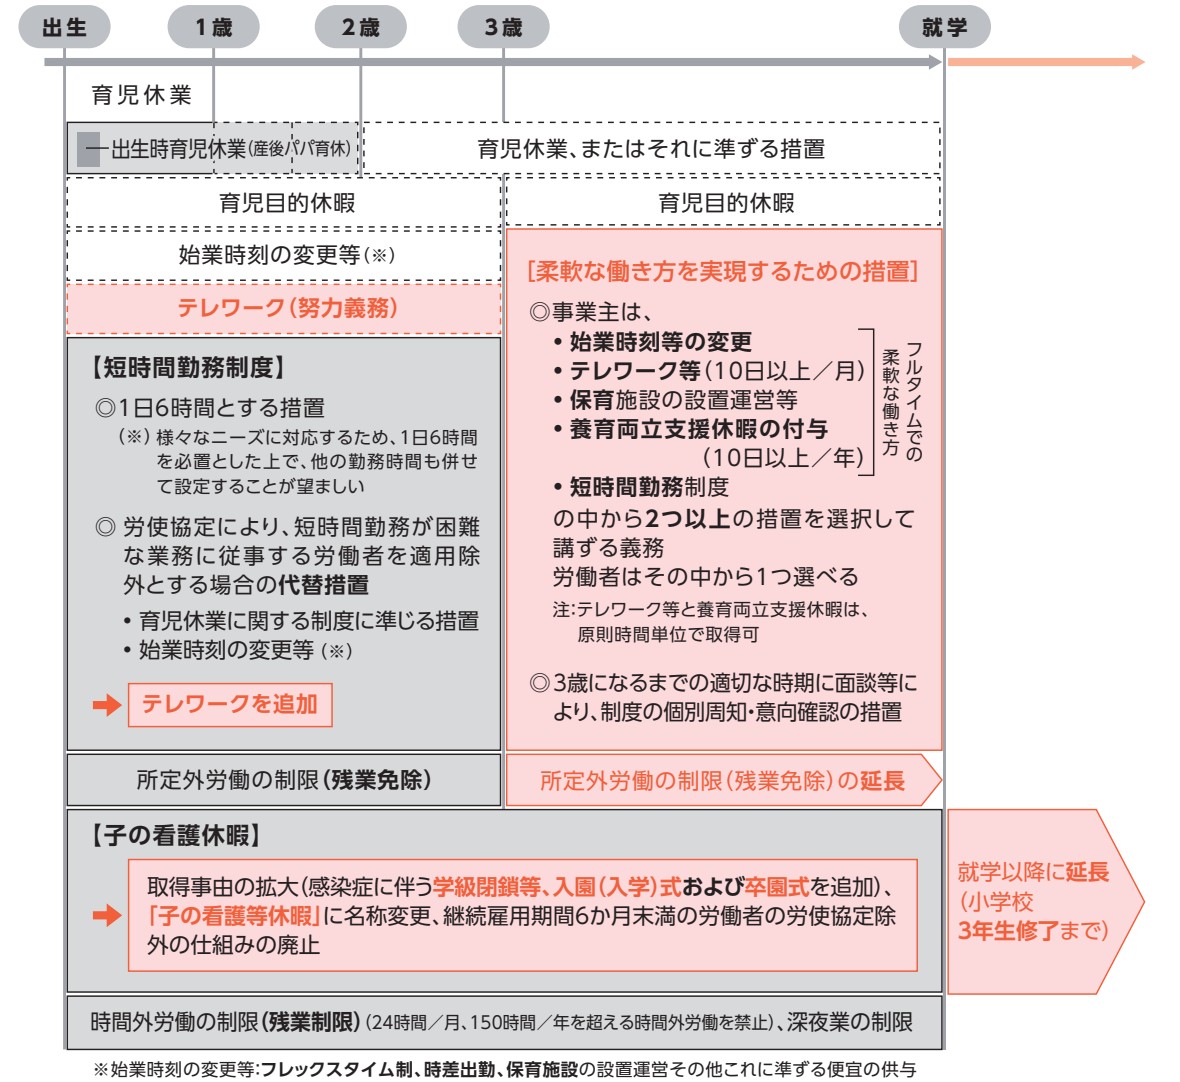 出生
1歳
2歳
3歳
就学
育児休業
出生時育児休業(産後パパ育休)
育児休業、またはそれに準ずる措置
育児目的休暇
育児目的休暇
始業時刻の変更等(※)
テレワーク(努力義務)
【短時間勤務制度】
◎1日6時間とする措置
(※)様々なニーズに対応するため、1日6時間
を必置とした上で、他の勤務時間も併せ
て設定することが望ましい
◎ 労使協定により、短時間勤務が困難
な業務に従事する労働者を適用除
外とする場合の代替措置
•育児休業に関する制度に準じる措置
•始業時刻の変更等(※)
テレワークを追加
[柔軟な働き方を実現するための措置]
◎事業主は、
•始業時刻等の変更
•テレワーク等(10日以上/月)
•保育施設の設置運営等
•養育両立支援休暇の付与
(10日以上/年)
フルタイムでの
柔軟な働き方
•短時間勤務制度
の中から2つ以上の措置を選択して
講ずる義務
労働者はその中から1つ選べる
注:テレワーク等と養育両立支援休暇は、
原則時間単位で取得可
◎3歳になるまでの適切な時期に面談等に
より、制度の個別周知・意向確認の措置
所定外労働の制限(残業免除)
所定外労働の制限(残業免除)の延長
【子の看護休暇】
取得事由の拡大(感染症に伴う学級閉鎖等、入園(入学)式および卒園式を追加)、
「子の看護等休暇」に名称変更、継続雇用期間6か月未満の労働者の労使協定除
外の仕組みの廃止
就学以降に延長
(小学校
3年生修了まで)
時間外労働の制限(残業制限)(24時間/月、150時間/年を超える時間外労働を禁止)、深夜業の制限
※始業時刻の変更等:フレックスタイム制、時差出勤、保育施設の設置運営その他これに準ずる便宜の供与